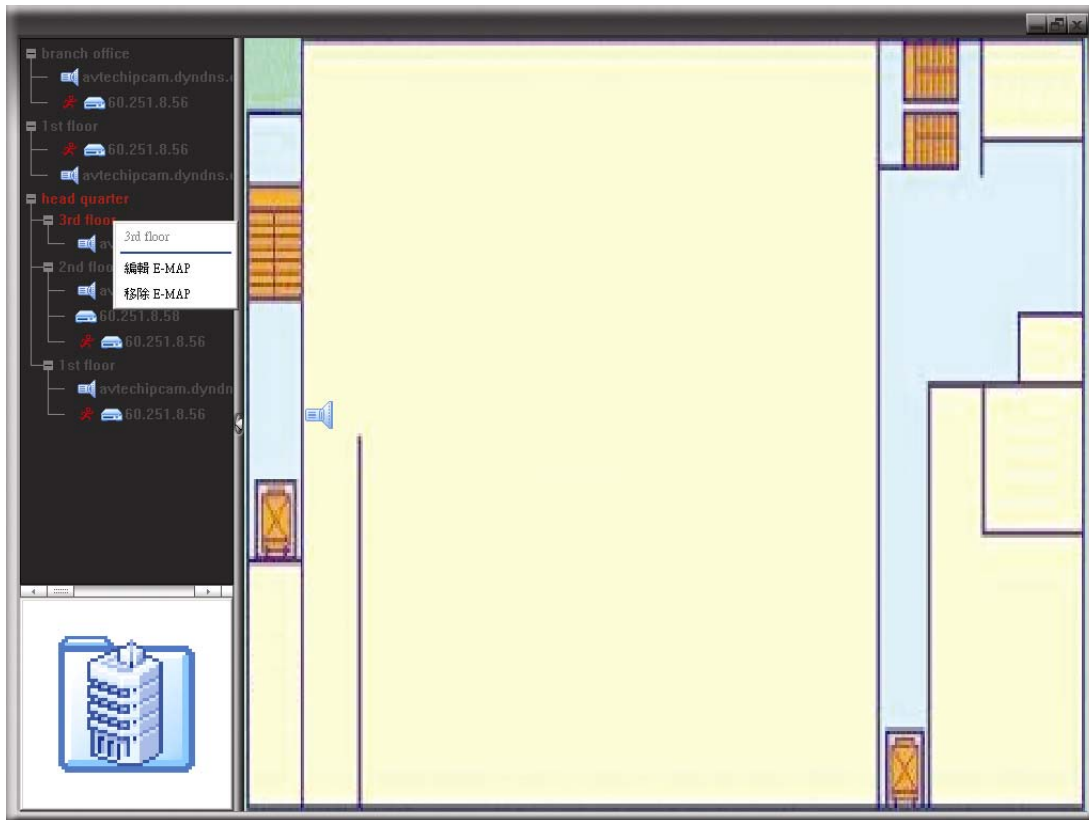 branch office
avtechipcam.dyndns.
60.251.8.56
1st floor
60.251.8.56
avtechipcam.dyndns.
head quarter
3rd floor
av
3rd floor
編輯 E-MAP
移除 E-MAP
2nd floo
av
60.251.8.58
60.251.8.56
1st floor
avtechipcam.dyndn
60.251.8.56